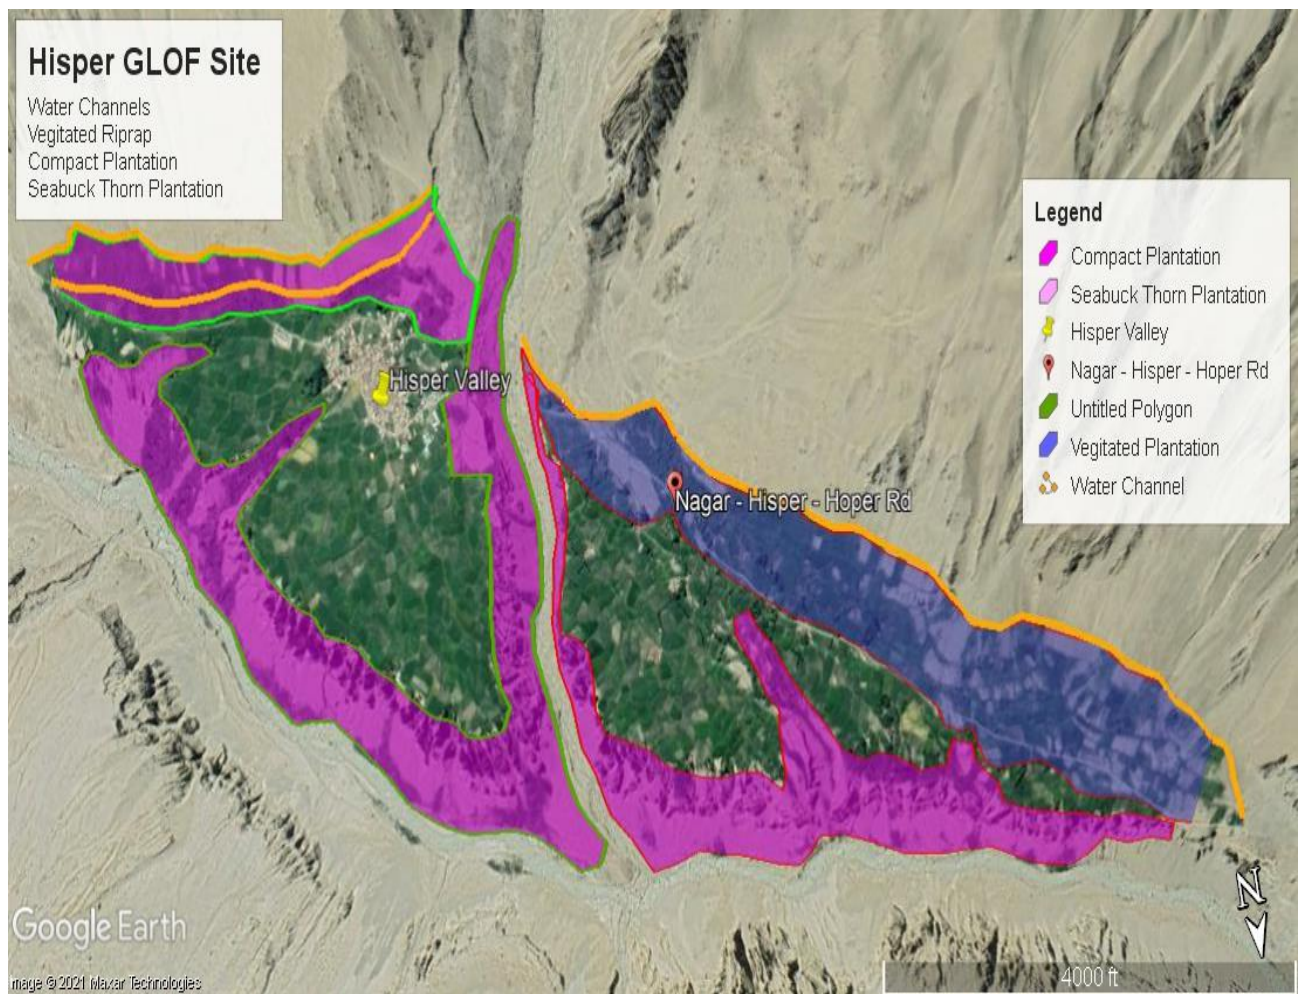 Hisper GLOF Site
Water Channels
Vegitated Riprap
Compact Plantation
Seabuck Thorn Plantation
Legend
Compact Plantation
Seabuck Thorn Plantation
Hisper Valley
Nagar - Hisper - Hoper Rd
Untitled Polygon
Vegitated Plantation
Water Channel
Hisper Valley
Nagar - Hisper - Hoper Rd
N
Google Earth
mage © 2021 Maxar Technologies
4000 ft